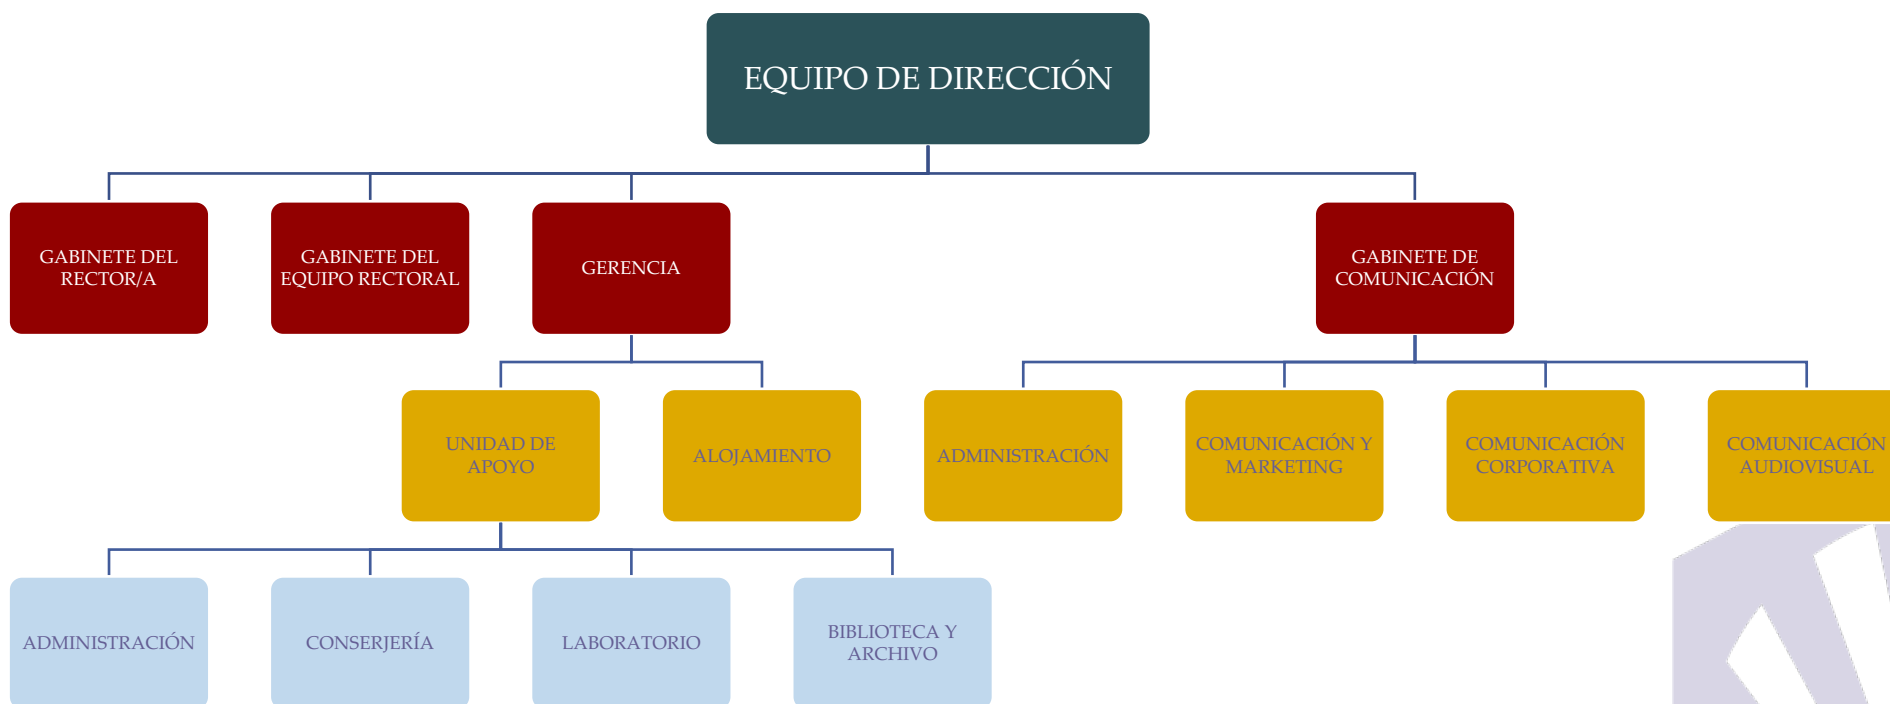 EQUIPO DE DIRECCIÓN
GABINETE DEL
RECTOR/A
GABINETE DEL
EQUIPO RECTORAL
GERENCIA
GABINETE DE
COMUNICACIÓN
UNIDAD DE
APOYO
ALOJAMIENTO
ADMINISTRACIÓN
COMUNICACIÓN Y
MARKETING
COMUNICACIÓN
CORPORATIVA
COMUNICACIÓN
AUDIOVISUAL
ADMINISTRACIÓN
CONSERJERÍA
LABORATORIO
BIBLIOTECA Y
ARCHIVO